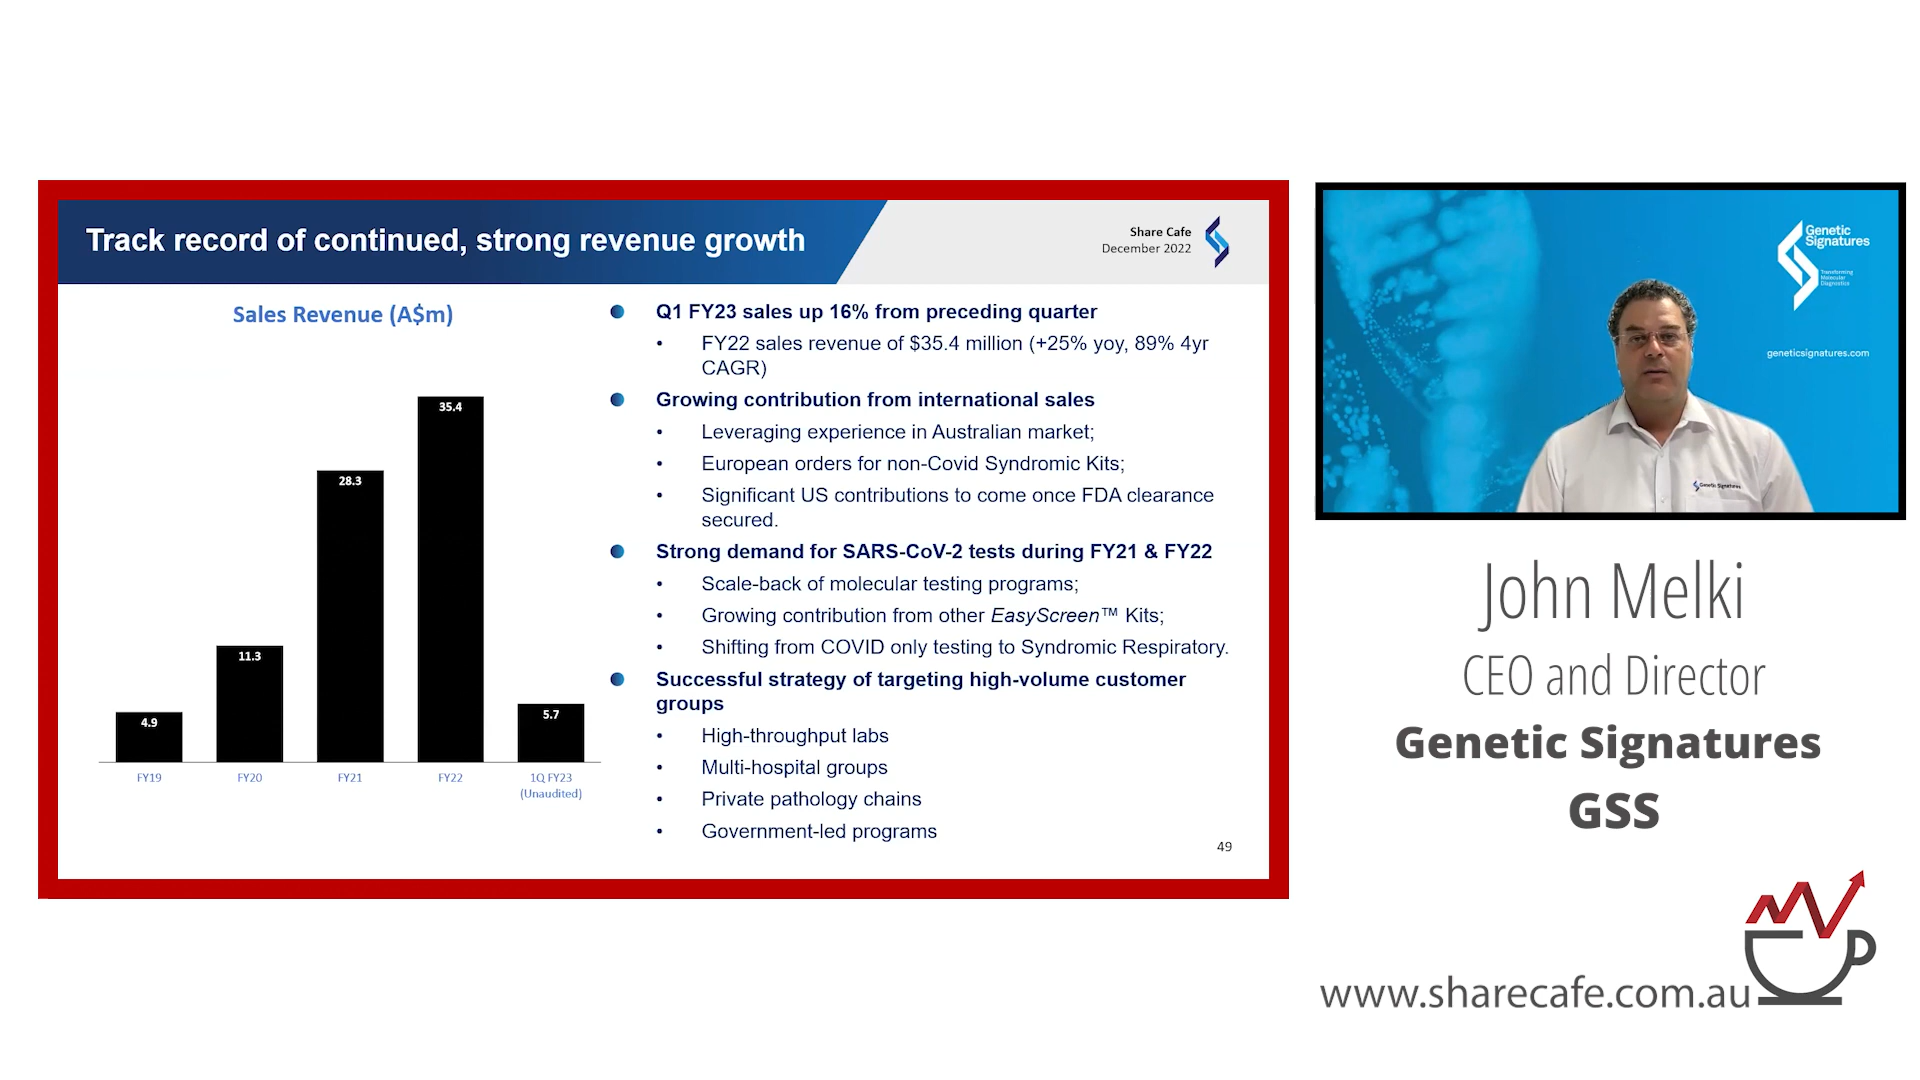 Track record of continued, strong revenue growth
Share Cafe
December 2022
Sales Revenue (A$m)
4.9
11.3
28.3
35.4
5.7
FY19
FY20
FY21
FY22
1Q FY23
(Unaudited)
Q1 FY23 sales up 16% from preceding quarter
• FY22 sales revenue of $35.4 million (+25% yoy, 89% 4yr
CAGR)
Growing contribution from international sales
• Leveraging experience in Australian market;
• European orders for non-Covid Syndromic Kits;
• Significant US contributions to come once FDA clearance
secured.
Strong demand for SARS-CoV-2 tests during FY21 & FY22
• Scale-back of molecular testing programs;
• Growing contribution from other EasyScreen™ Kits;
• Shifting from COVID only testing to Syndromic Respiratory.
Successful strategy of targeting high-volume customer
groups
• High-throughput labs
• Multi-hospital groups
• Private pathology chains
• Government-led programs
49
Genetic
Signatures
Transforming
Molecular
Diagnostics
geneticsignatures.com
Genetic Signatures
John Melki
CEO and Director
Genetic Signatures
GSS
www.sharecafe.com.au